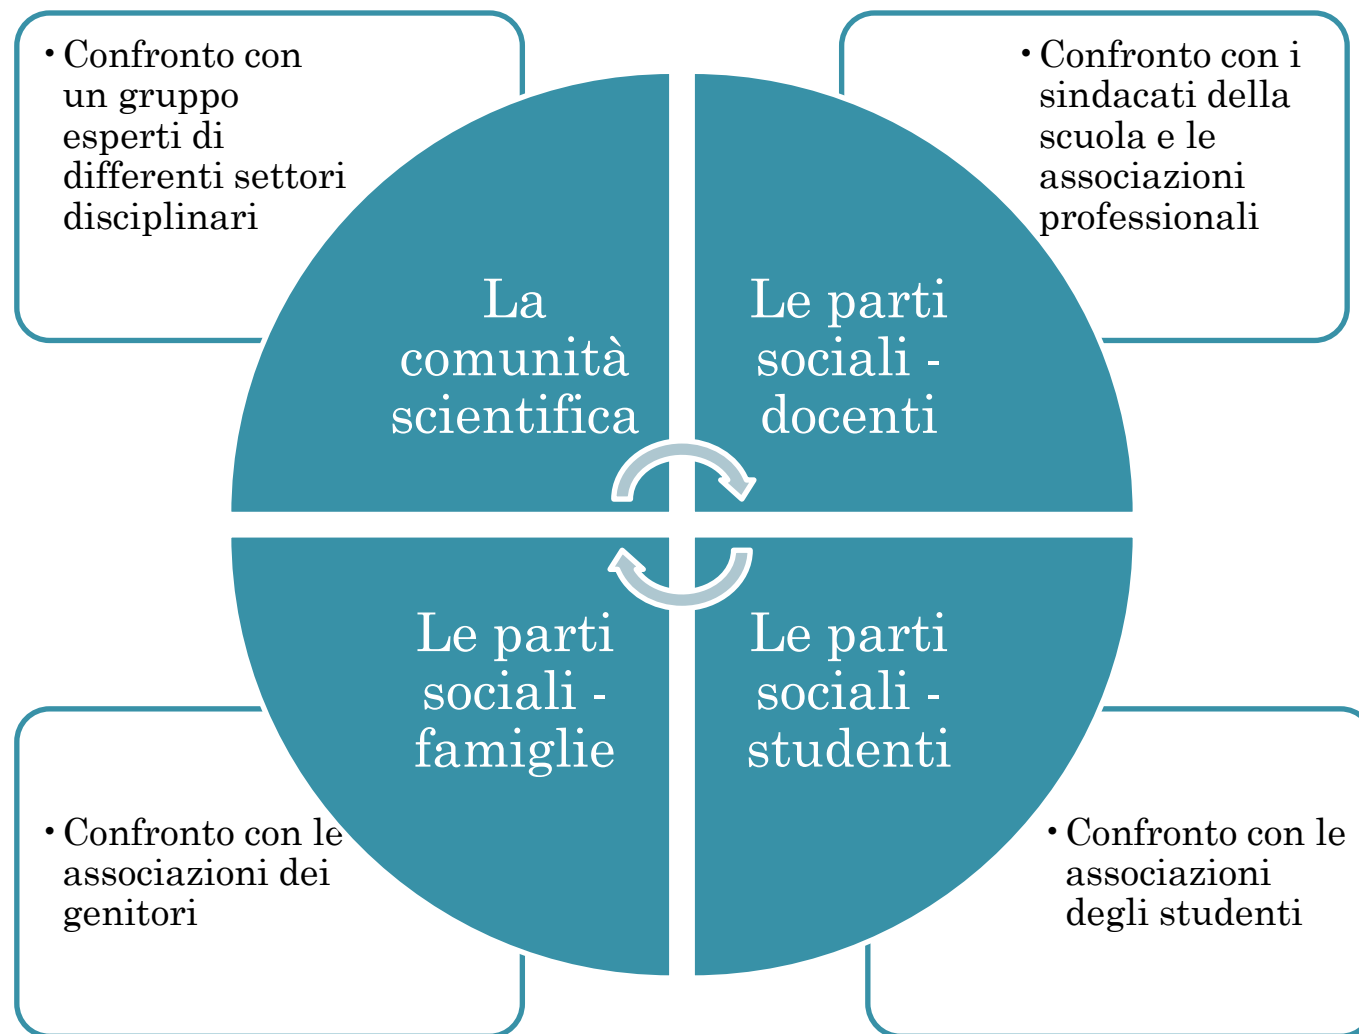 • Confronto con
un gruppo
esperti di
differenti settori
disciplinari
• Confronto con i
sindacati della
scuola e le
associazioni
professionali
La
comunità
scientifica
Le parti
sociali -
docenti
Le parti
sociali -
famiglie
Le parti
sociali -
studenti
• Confronto con le
associazioni dei
genitori
• Confronto con le
associazioni
degli studenti